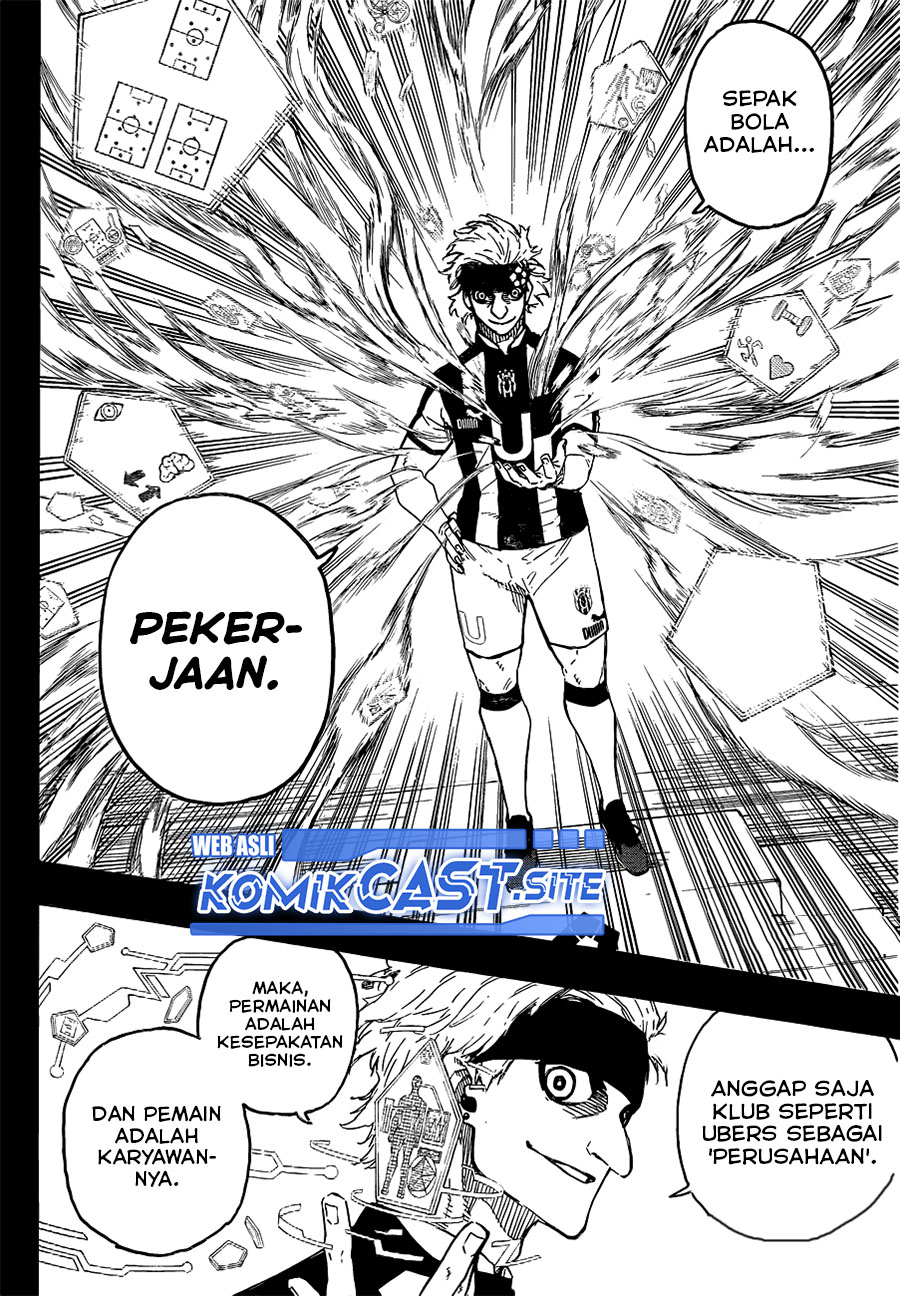 SEPAK
BOLA
ADALAH...
PEKER-
JAAN.
U
U
WEB ASLI
KOMIKCAST.SITE
ANGGAP SAJA
KLUB SEPERTI
UBERS SEBAGAI
'PERUSAHAAN'.
MAKA,
PERMAINAN
ADALAH
KESEPAKATAN
BISNIS.
DAN PEMAIN
ADALAH
KARYAWAN-
NYA.